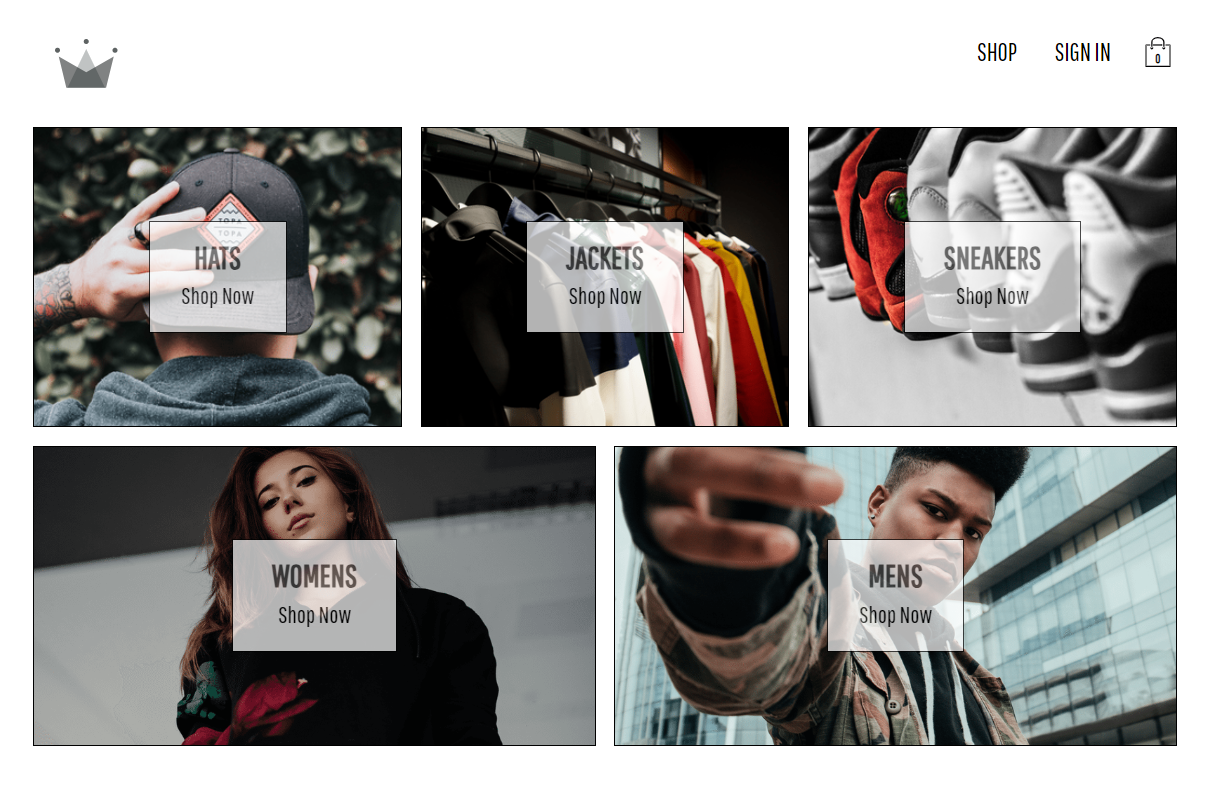 SHOP
SIGN IN
0
TOPA
TOPA
HATS
Shop Now
JACKETS
Shop Now
SNEAKERS
Shop Now
WOMENS
Shop Now
MENS
Shop Now